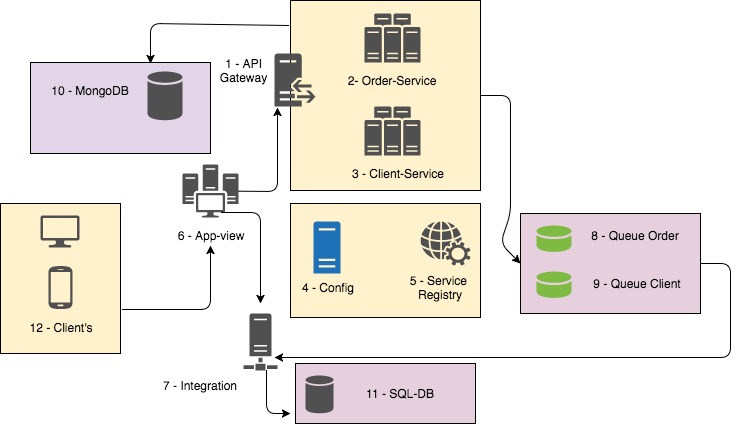 1 - API
Gateway
2- Order-Service
10 - MongoDB
3 - Client-Service
6 - App-view
8 - Queue Order
4 - Config
5 - Service
Registry
9 - Queue Client
12 - Client's
7 - Integration
11 - SQL-DB